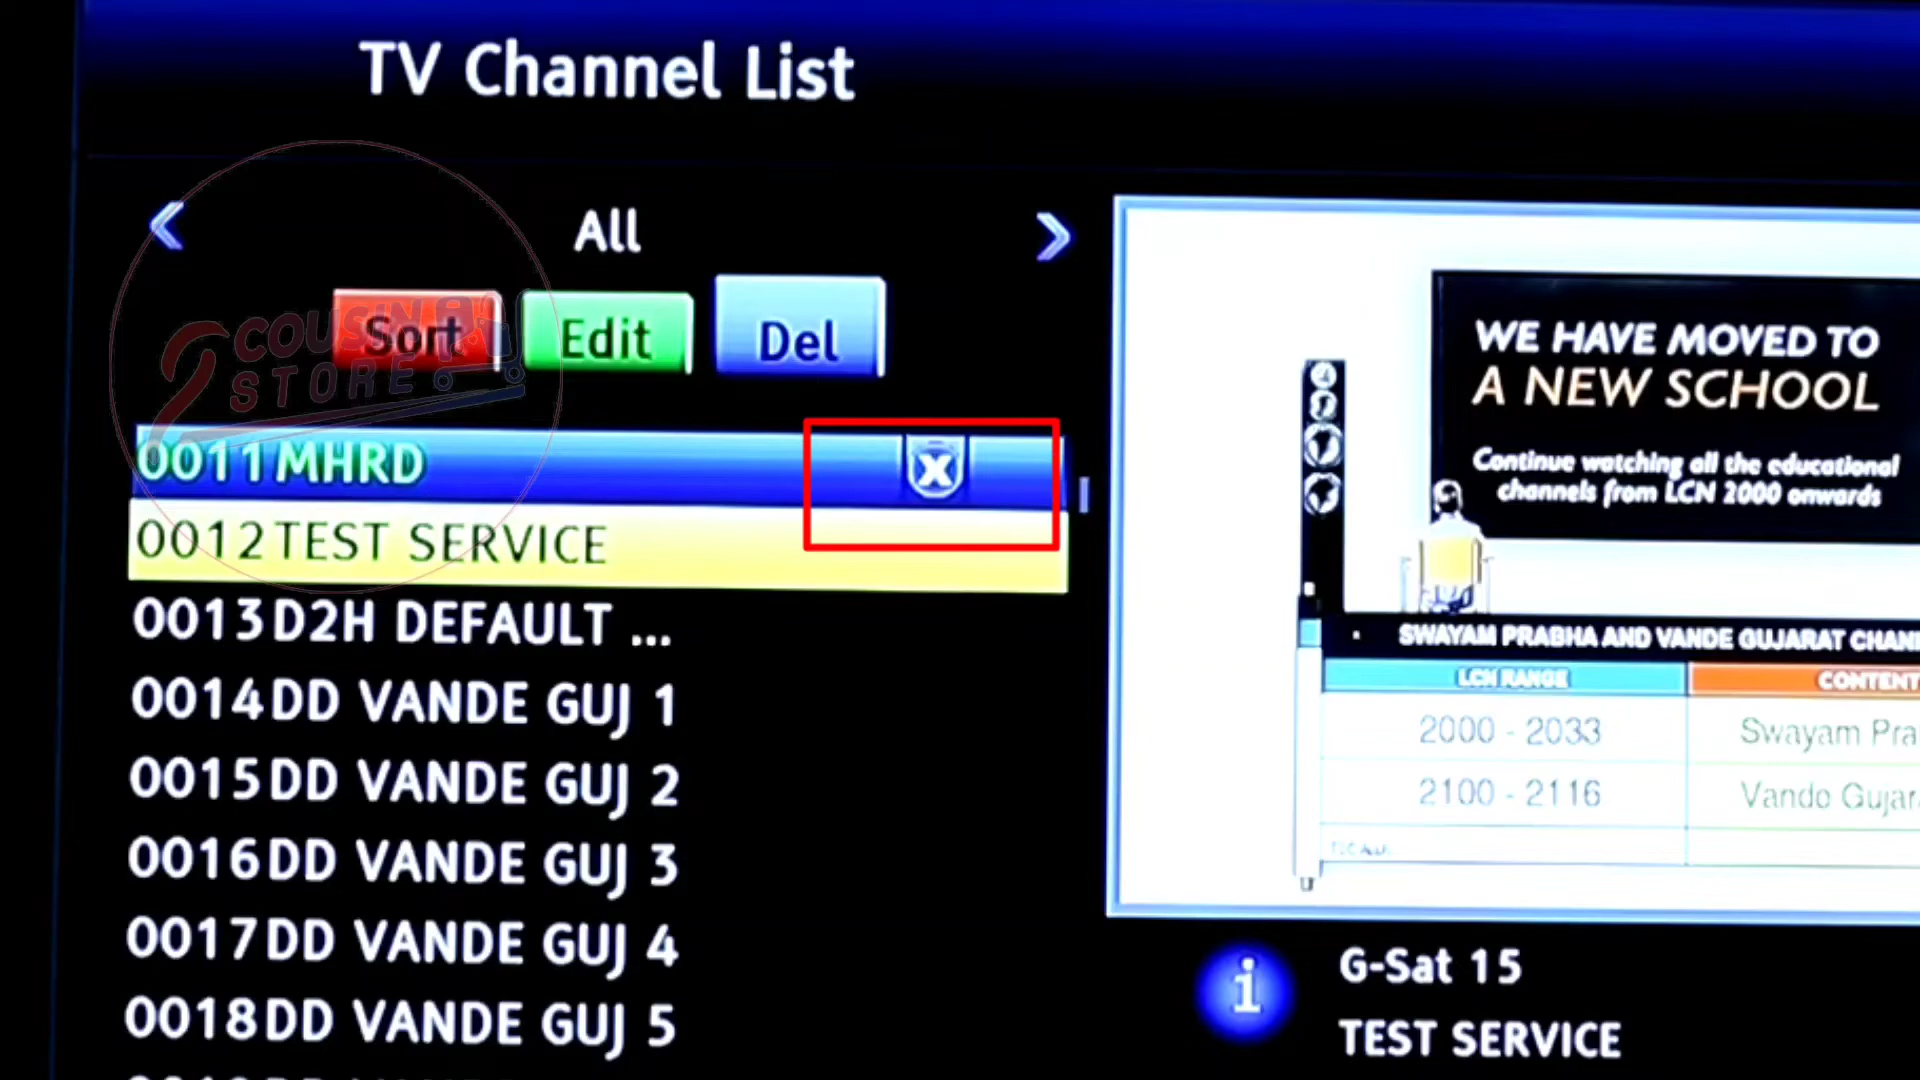 TV Channel List
All
Sort
Edit
Del
2 COUSIN
STORE
0011 MHRD
0012 TEST SERVICE
0013 D2H DEFAULT ...
0014 DD VANDE GUJ 1
0015 DD VANDE GUJ 2
0016 DD VANDE GUJ 3
0017 DD VANDE GUJ 4
0018 DD VANDE GUJ 5
WE HAVE MOVED TO
A NEW SCHOOL
Continue watching all the educational
channels from LCN 2000 onwards
SWAYAM PRABHA AND VANDE GUJARAT CHAN
LCN RANGE
CONTENT
2000 - 2033
Swayam Pra
2100 - 2116
Vande Gujar
i
G-Sat 15
TEST SERVICE